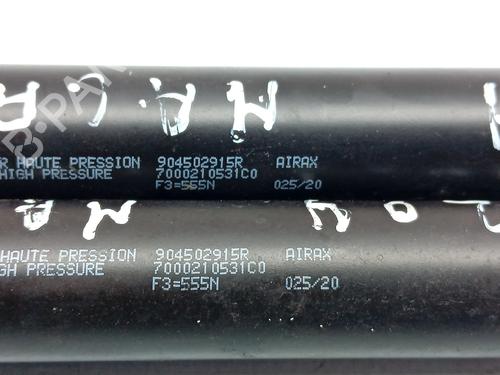 R HAUTE PRESSION 904502915R AIRAX
HIGH PRESSURE 7000210531C0
F3=555N 025/20
HAUTE PRESSION 904502915R AIRAX
GH PRESSURE 7000210531C0
F3=555N 025/20